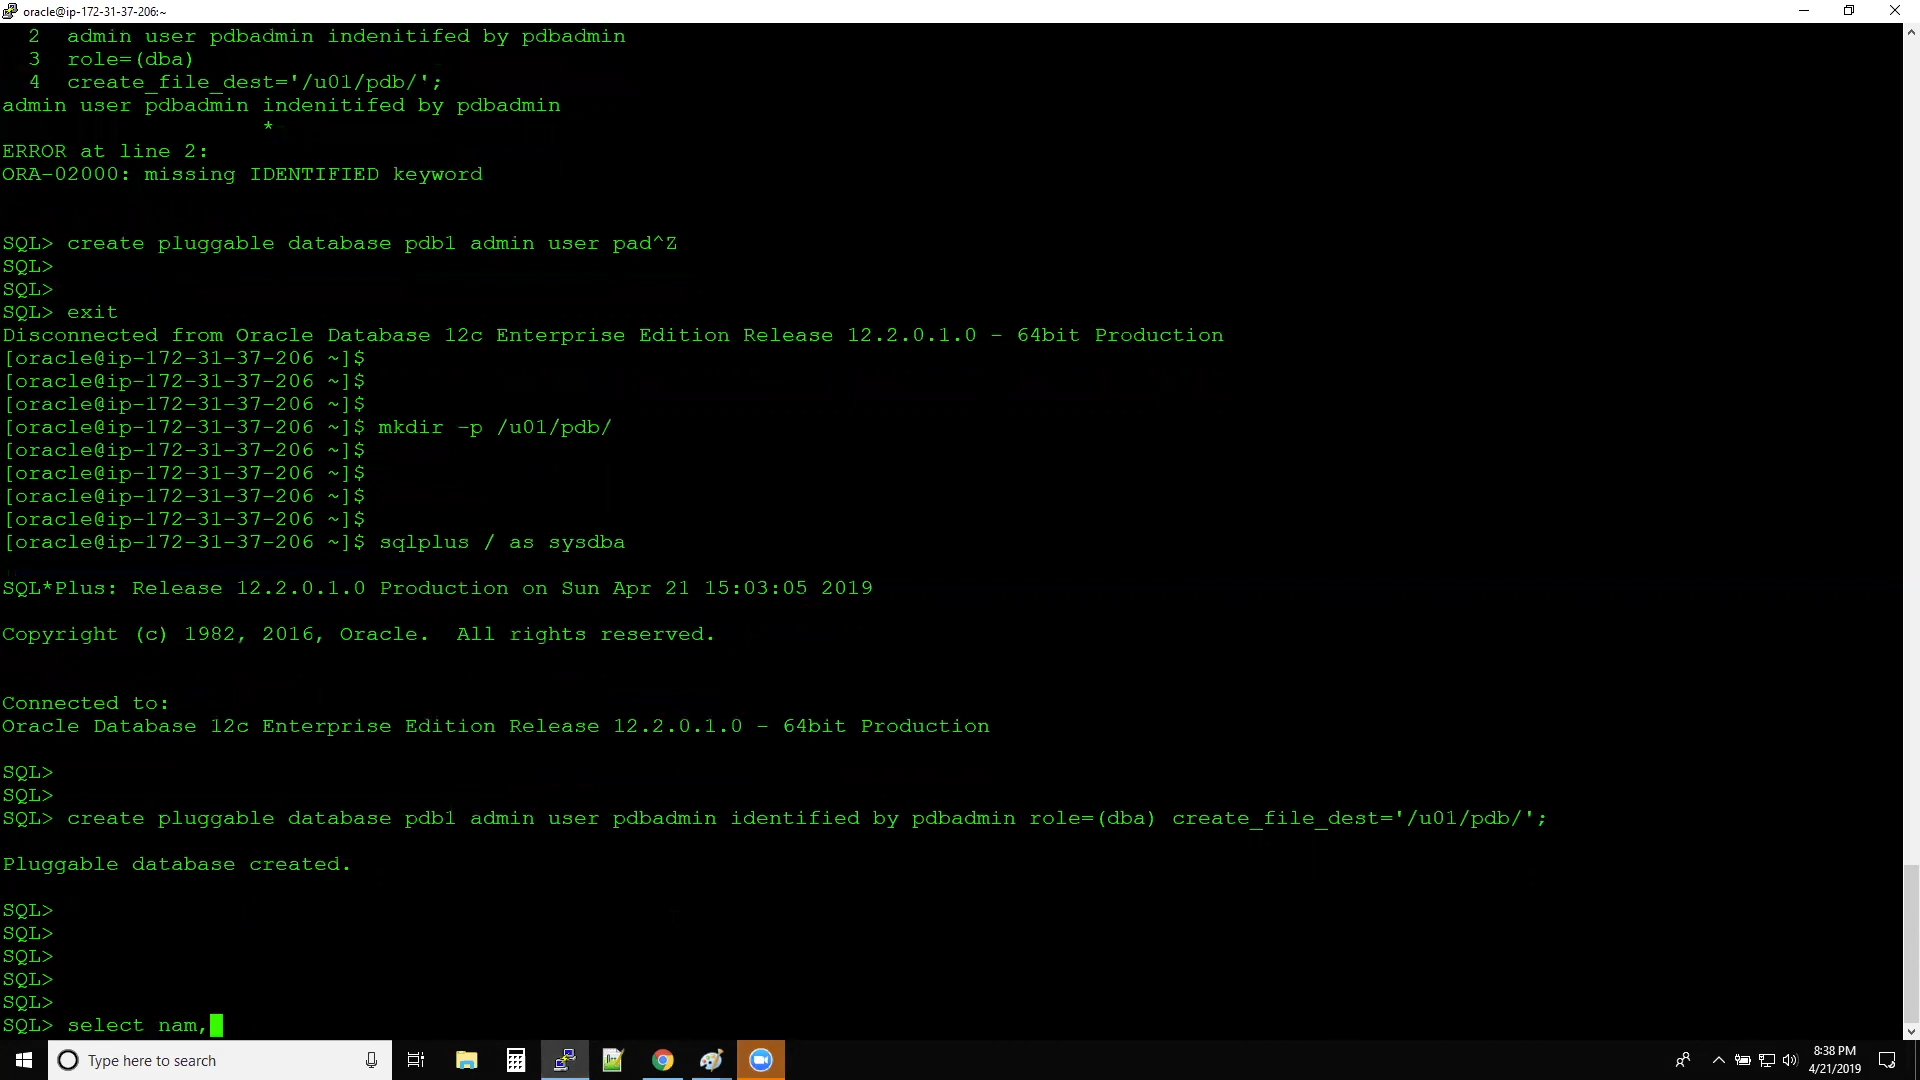 oracle@ip-172-31-37-206:~
2 admin user pdbadmin indenitifed by pdbadmin
3 role=(dba)
4 create_file_dest='/u01/pdb/';
admin user pdbadmin indenitifed by pdbadmin
*
ERROR at line 2:
ORA-02000: missing IDENTIFIED keyword
SQL> create pluggable database pdb1 admin user pad^Z
SQL>
SQL>
SQL> exit
Disconnected from Oracle Database 12c Enterprise Edition Release 12.2.0.1.0 - 64bit Production
[oracle@ip-172-31-37-206 ~]$
[oracle@ip-172-31-37-206 ~]$
[oracle@ip-172-31-37-206 ~]$
[oracle@ip-172-31-37-206 ~]$ mkdir -p /u01/pdb/
[oracle@ip-172-31-37-206 ~]$
[oracle@ip-172-31-37-206 ~]$
[oracle@ip-172-31-37-206 ~]$
[oracle@ip-172-31-37-206 ~]$
[oracle@ip-172-31-37-206 ~]$ sqlplus / as sysdba
SQL*Plus: Release 12.2.0.1.0 Production on Sun Apr 21 15:03:05 2019
Copyright (c) 1982, 2016, Oracle.  All rights reserved.
Connected to:
Oracle Database 12c Enterprise Edition Release 12.2.0.1.0 - 64bit Production
SQL>
SQL>
SQL> create pluggable database pdb1 admin user pdbadmin identified by pdbadmin role=(dba) create_file_dest='/u01/pdb/';
Pluggable database created.
SQL>
SQL>
SQL>
SQL>
SQL>
SQL> select nam,
Type here to search
8:38 PM
4/21/2019